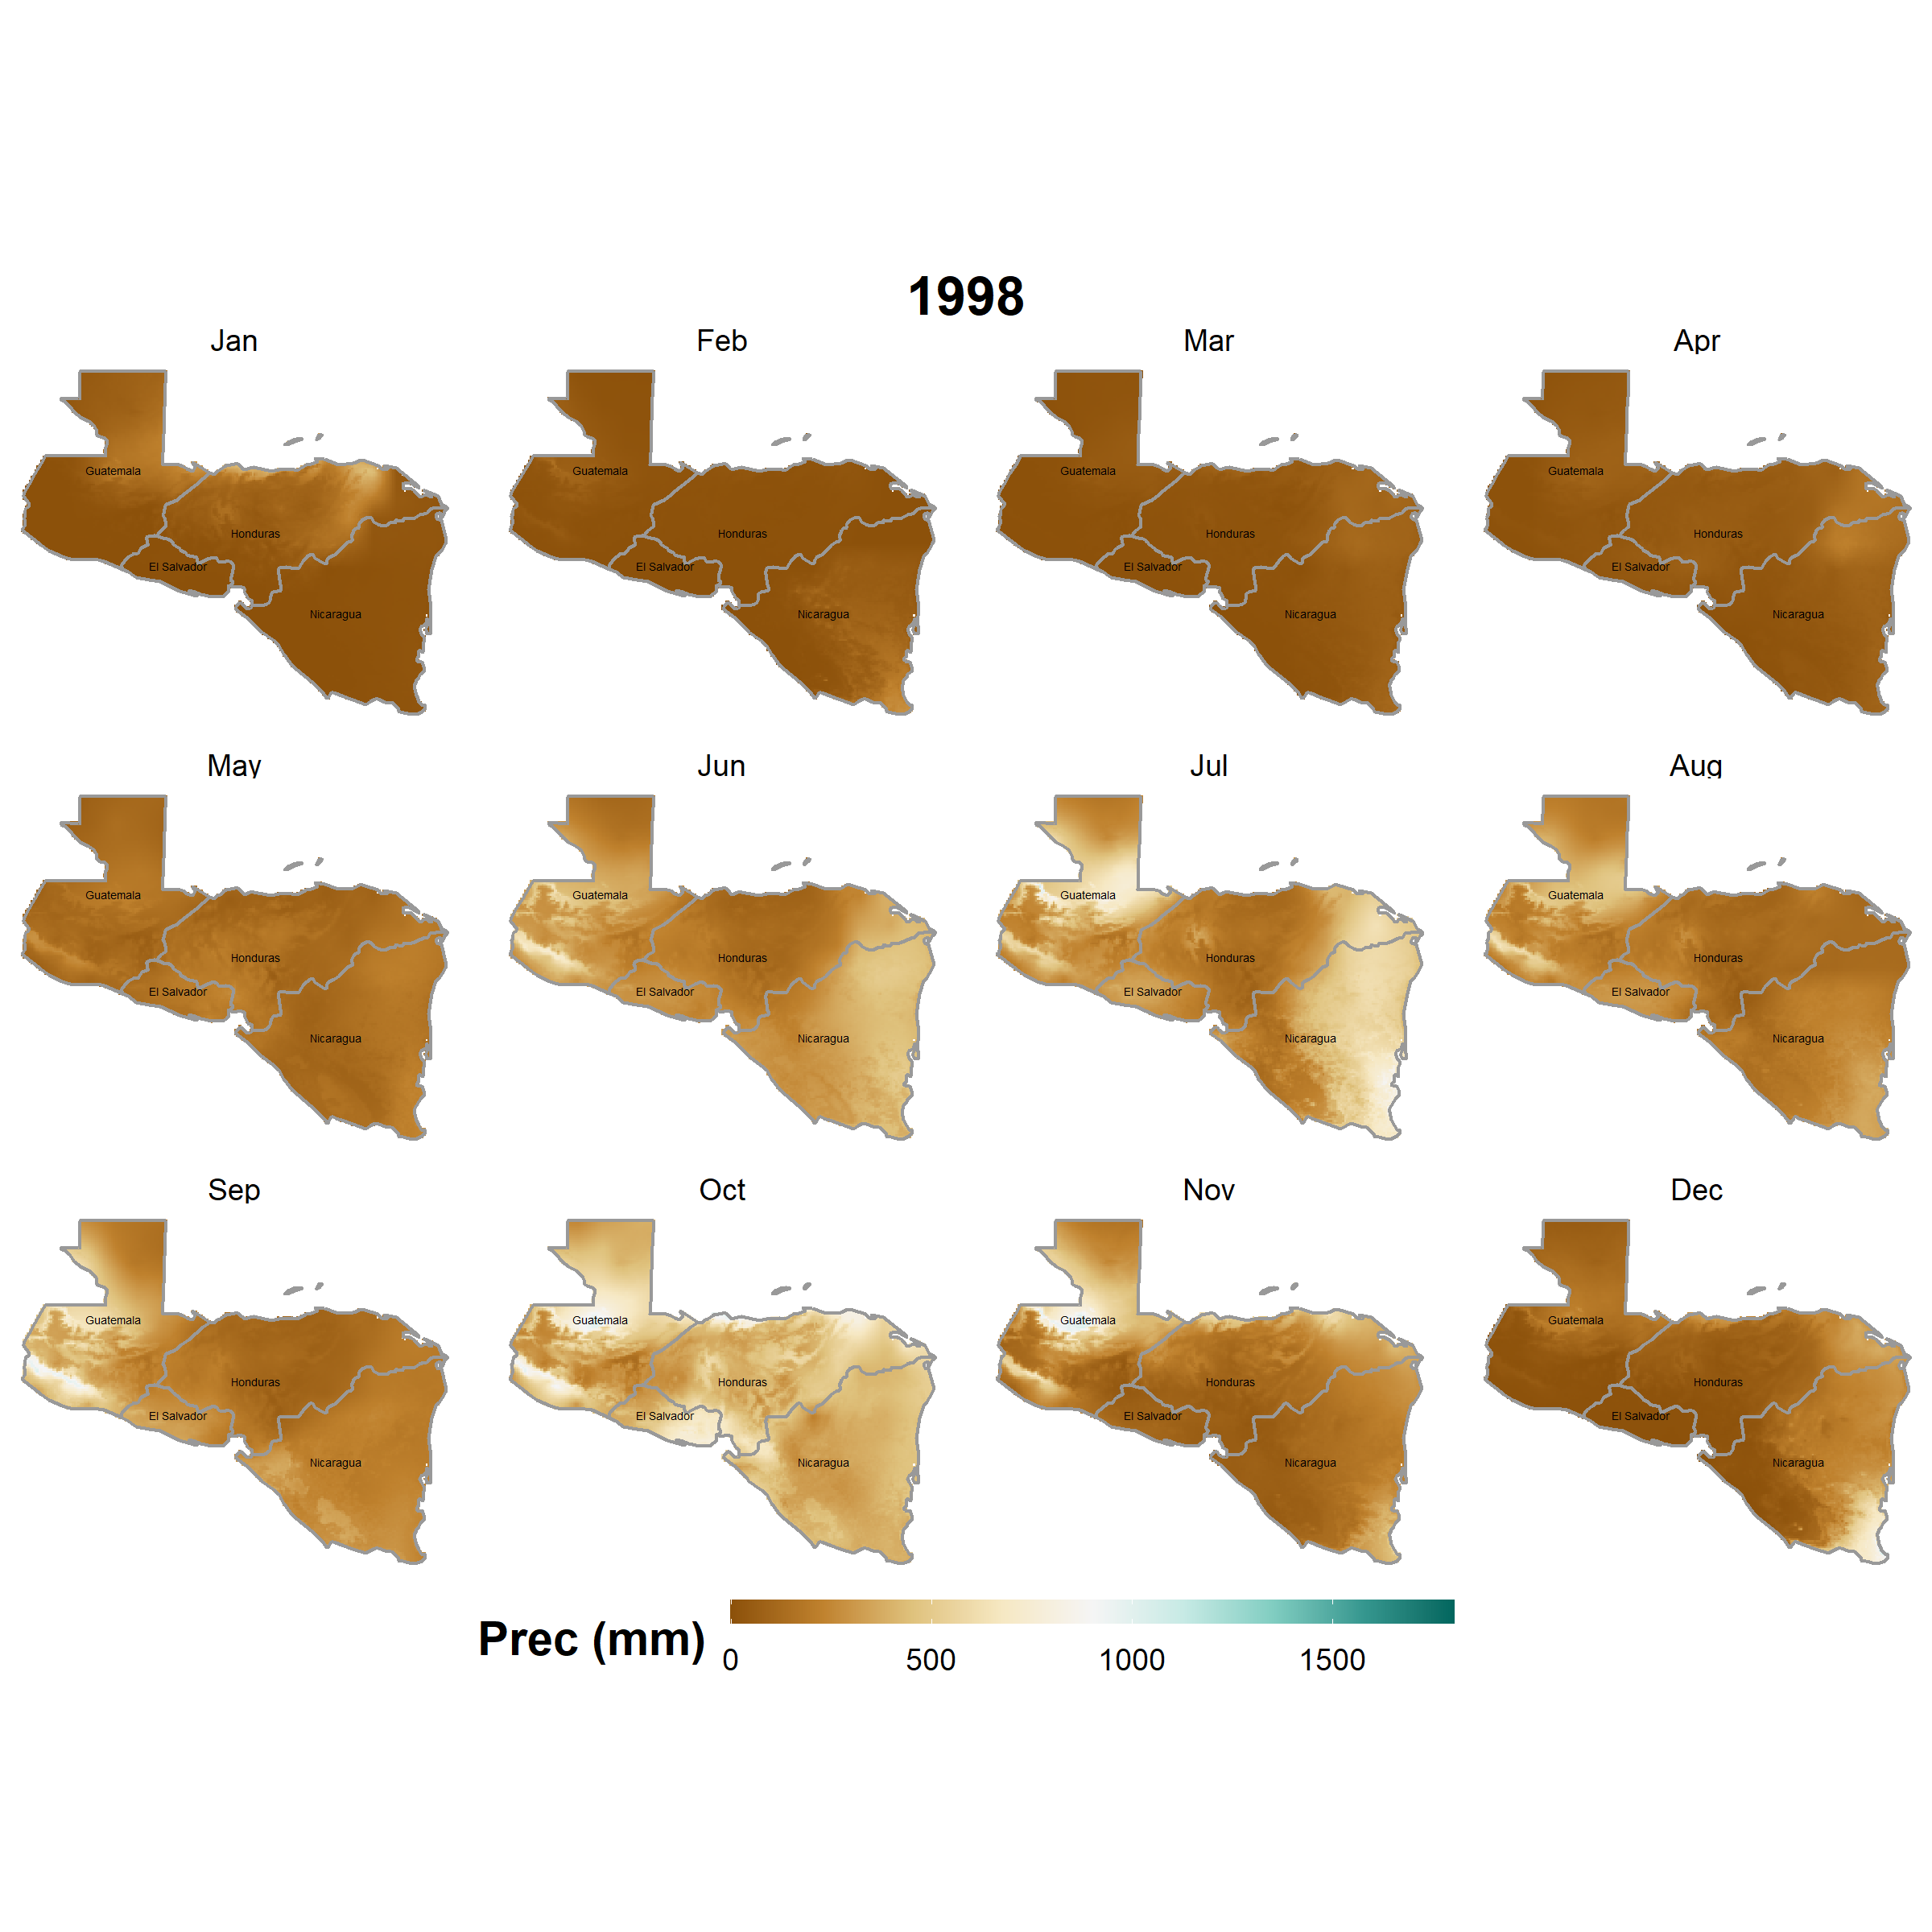 1998
Jan Feb Mar Apr
Guatemala Guatemala Guatemala Guatemala
Honduras Honduras Honduras Honduras
El Salvador El Salvador El Salvador El Salvador
Nicaragua Nicaragua Nicaragua Nicaragua
May Jun Jul Aug
Guatemala Guatemala Guatemala Guatemala
Honduras Honduras Honduras Honduras
El Salvador El Salvador El Salvador El Salvador
Nicaragua Nicaragua Nicaragua Nicaragua
Sep Oct Nov Dec
Guatemala Guatemala Guatemala Guatemala
Honduras Honduras Honduras Honduras
El Salvador El Salvador El Salvador El Salvador
Nicaragua Nicaragua Nicaragua Nicaragua
Prec (mm)
0 500 1000 1500